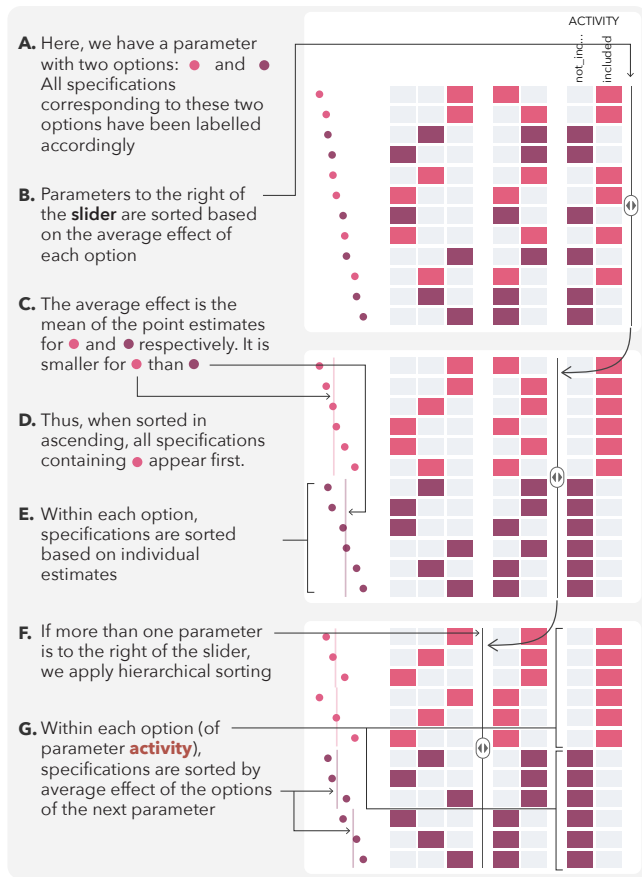 ACTIVITY
not_inc...
included
A. Here, we have a parameter
with two options: and
All specifications
corresponding to these two
options have been labelled
accordingly
B. Parameters to the right of
the slider are sorted based
on the average effect of
each option
C. The average effect is the
mean of the point estimates
for and respectively. It is
smaller for than
D. Thus, when sorted in
ascending, all specifications
containing appear first.
E. Within each option,
specifications are sorted
based on individual
estimates
F. If more than one parameter
is to the right of the slider,
we apply hierarchical sorting
G. Within each option (of
parameter activity),
specifications are sorted by
average effect of the options
of the next parameter